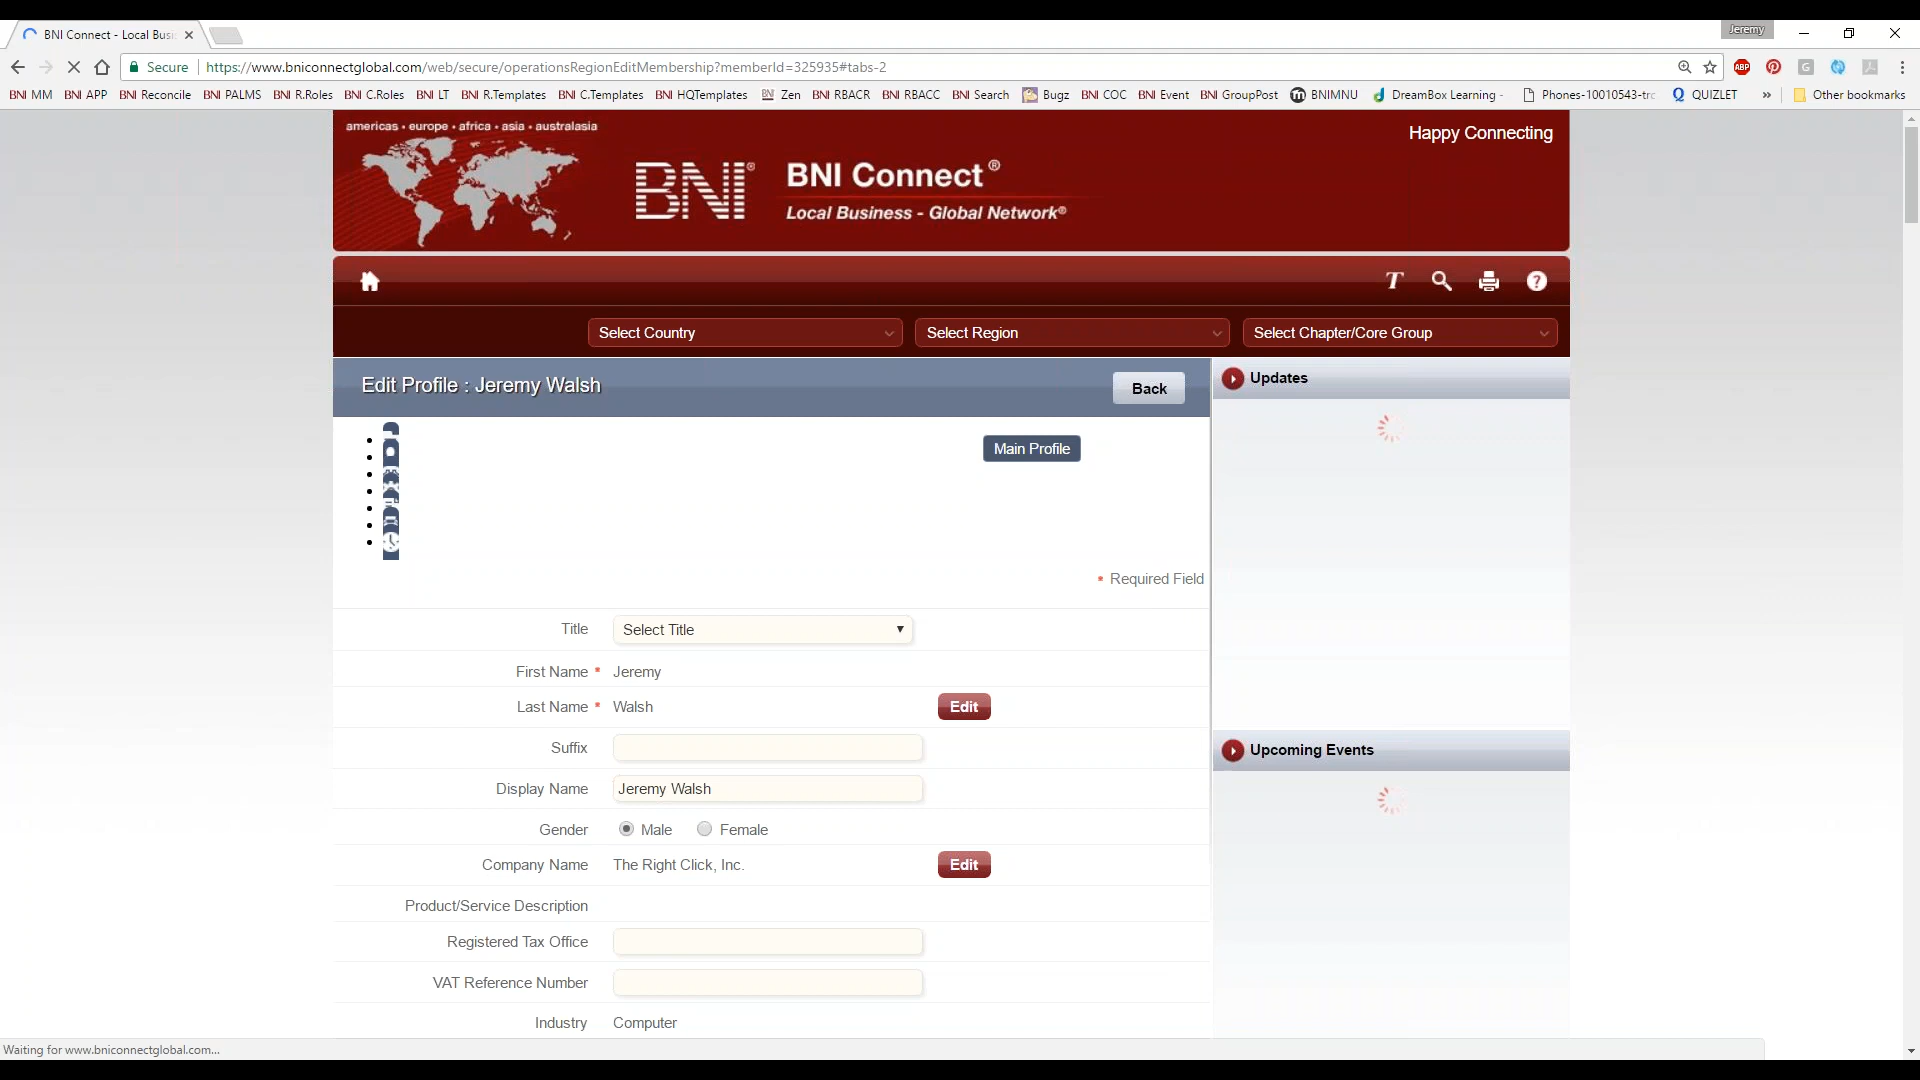 BNI Connect - Local Busi
Jeremy
Secure https://www.bniconnectglobal.com/web/secure/operationsRegionEditMembership?memberId=325935#tabs-2
ABP
BNI MM BNI APP BNI Reconcile BNI PALMS BNI R.Roles BNI C.Roles BNI LT BNI R.Templates BNI C.Templates BNI HQTemplates Zen BNI RBACR BNI RBACC BNI Search Bugz BNI COC BNI Event BNI GroupPost BNIMNU DreamBox Learning - Phones-10010543-tr QUIZLET » Other bookmarks
americas • europe • africa • asia • australasia
Happy Connecting
BNI® BNI Connect®
Local Business - Global Network®
T
Select Country Select Region Select Chapter/Core Group
Edit Profile : Jeremy Walsh
Back
Updates
Main Profile
* Required Field
Title Select Title
First Name * Jeremy
Last Name * Walsh Edit
Suffix
Upcoming Events
Display Name Jeremy Walsh
Gender Male Female
Company Name The Right Click, Inc. Edit
Product/Service Description
Registered Tax Office
VAT Reference Number
Industry Computer
Waiting for www.bniconnectglobal.com...